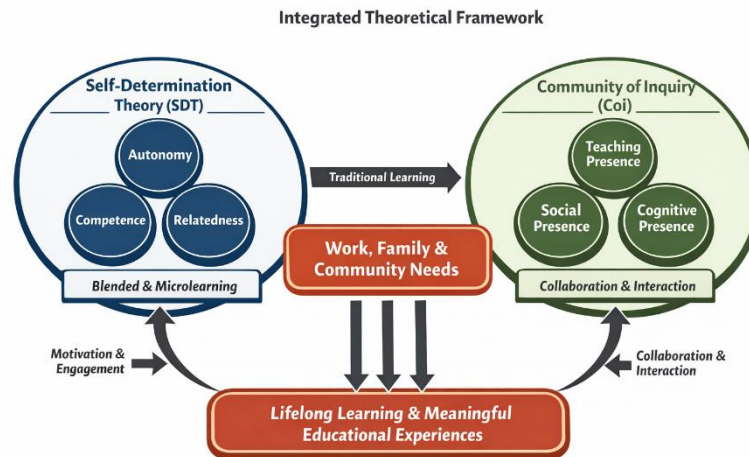 Integrated Theoretical Framework
Self-Determination
Theory (SDT)
Autonomy
Competence
Relatedness
Blended & Microlearning
Traditional Learning
Community of Inquiry
(CoI)
Teaching
Presence
Social
Presence
Cognitive
Presence
Collaboration & Interaction
Work, Family &
Community Needs
Motivation &
Engagement
Collaboration &
Interaction
Lifelong Learning & Meaningful
Educational Experiences